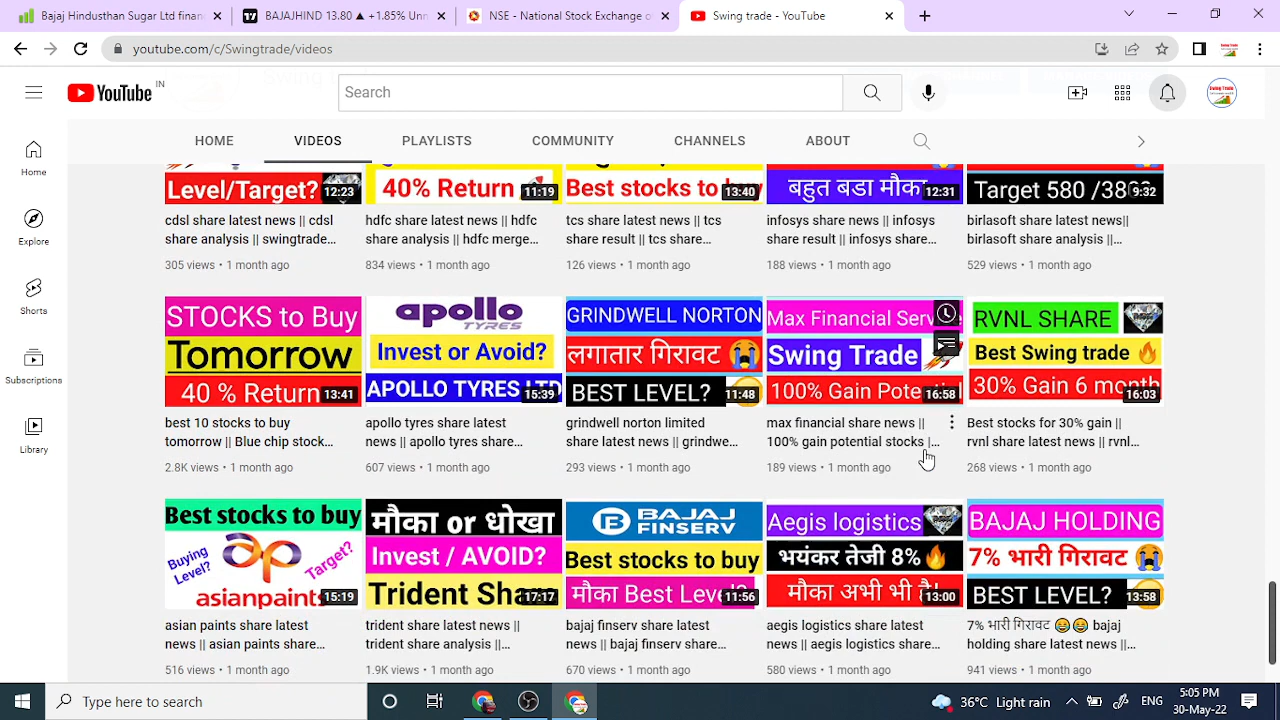 Bajaj Hindusthan Sugar
BAJAJHIND 13.80 ▲ +1.85% Unr
NSE - National Stock Exchange o
Swing trade - YouTube
youtube.com/c/Swingtrade/videos
YouTube IN
Search
Swing Trade
HOME VIDEOS PLAYLISTS COMMUNITY CHANNELS ABOUT
Home
Explore
Shorts
Subscriptions
Library
Level/Target? 12:23
40% Return 11:19
Best stocks to buy 13:40
बहुत बडा मौका 12:31
Target 580 /380 9:32
cdsl share latest news || cdsl
share analysis || swingtrade...
305 views • 1 month ago
hdfc share latest news || hdfc
share analysis || hdfc merge...
834 views • 1 month ago
tcs share latest news || tcs
share result || tcs share...
126 views • 1 month ago
infosys share news || infosys
share result || infosys share...
188 views • 1 month ago
birlasoft share latest news||
birlasoft share analysis ||...
529 views • 1 month ago
STOCKS to Buy
Tomorrow
40 % Return 13:41
best 10 stocks to buy
tomorrow || Blue chip stock...
2.8K views • 1 month ago
apollo
TYRES
Invest or Avoid?
APOLLO TYRES LTD 15:39
apollo tyres share latest
news || apollo tyres share...
607 views • 1 month ago
GRINDWELL NORTON
लगातार गिरावट 😭
BEST LEVEL? 11:48
grindwell norton limited
share latest news || grindwe...
293 views • 1 month ago
Max Financial Serv
Swing Trade
100% Gain Potential 16:58
max financial share news ||
100% gain potential stocks |...
189 views • 1 month ago
RVNL SHARE
Best Swing trade 🔥
30% Gain 6 month 16:03
Best stocks for 30% gain ||
rvnl share latest news || rvnl...
268 views • 1 month ago
Best stocks to buy
Buying
Level?
ap
Target?
asianpaints 15:19
asian paints share latest
news || asian paints share...
516 views • 1 month ago
मौका or धोखा
Invest / AVOID?
Trident Sha 17:17
trident share latest news ||
trident share analysis ||...
1.9K views • 1 month ago
BAJAJ
FINSERV
Best stocks to buy
मौका Best Level? 11:56
bajaj finserv share latest
news || bajaj finserv share...
670 views • 1 month ago
Aegis logistics
भयंकर तेजी 8% 🔥
मौका अभी भी है! 13:00
aegis logistics share latest
news || aegis logistics share...
580 views • 1 month ago
BAJAJ HOLDING
7% भारी गिरावट 😭
BEST LEVEL? 13:58
7% भारी गिरावट 😂😂 bajaj
holding share latest news ||...
941 views • 1 month ago
Type here to search
36°C Light rain
ENG
5:05 PM
30-May-22